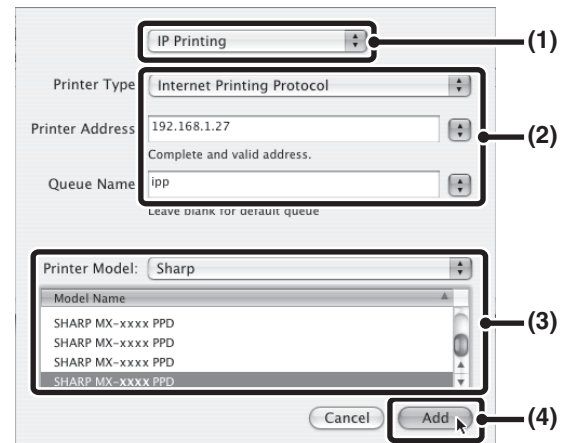 IP Printing (1)
Printer Type Internet Printing Protocol
Printer Address 192.168.1.27 (2)
Complete and valid address.
Queue Name ipp
Leave blank for default queue
Printer Model: Sharp
Model Name
SHARP MX-xxxx PPD
SHARP MX-xxxx PPD (3)
SHARP MX-xxxx PPD
SHARP MX-xxxx PPD
Cancel Add (4)